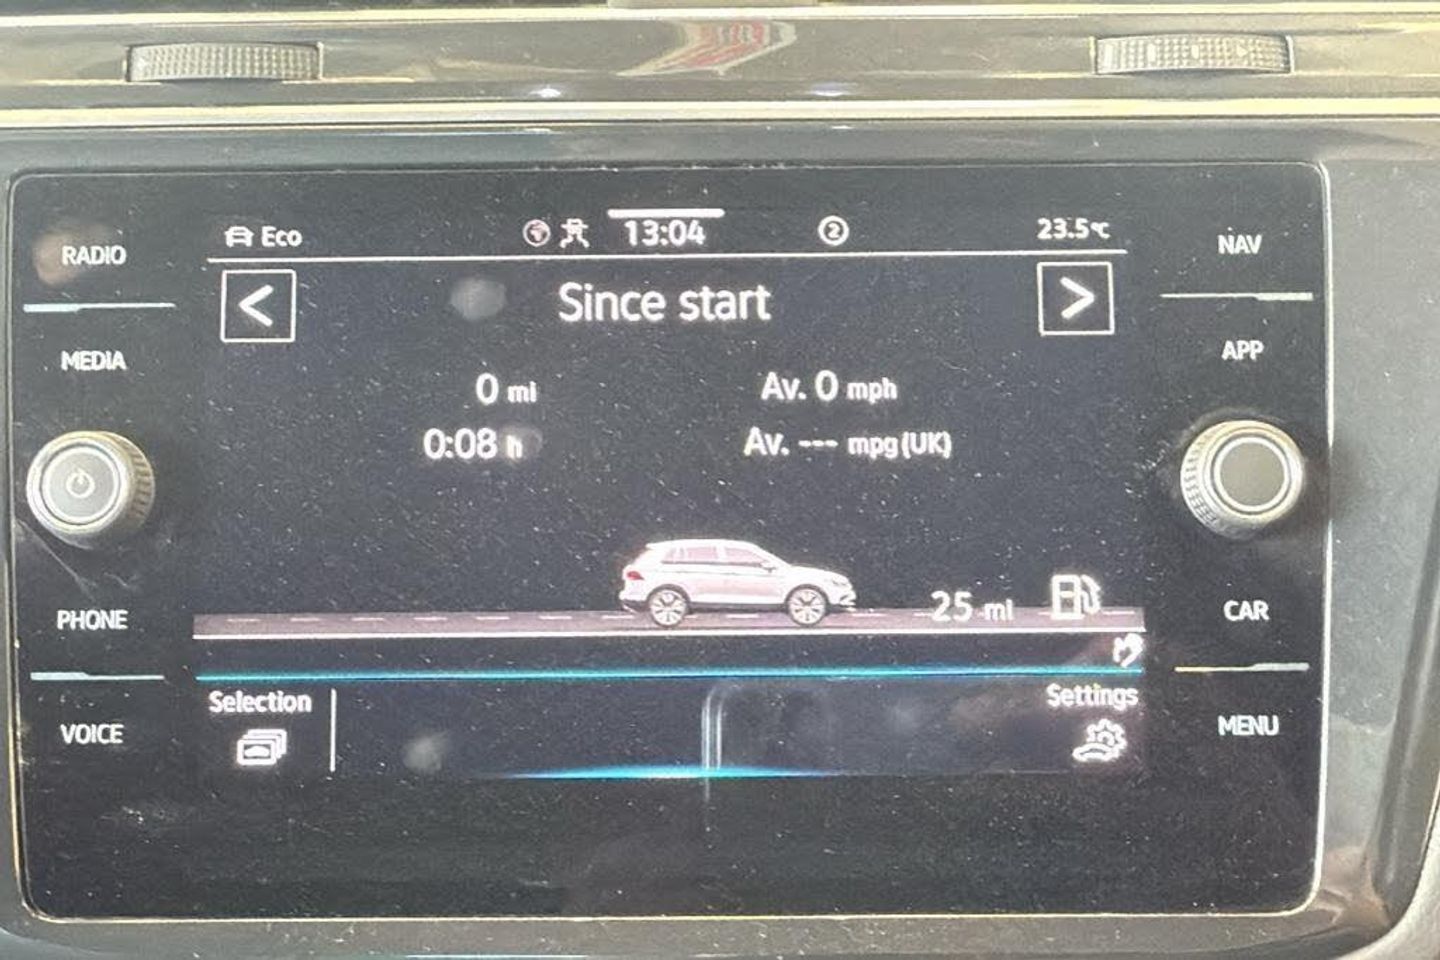 RADIO
MEDIA
PHONE
VOICE
Eco
13:04
2
23.5°C
Since start
0 mi
Av. 0 mph
0:08 h
Av. --- mpg (UK)
25 mi
Selection
Settings
NAV
APP
CAR
MENU